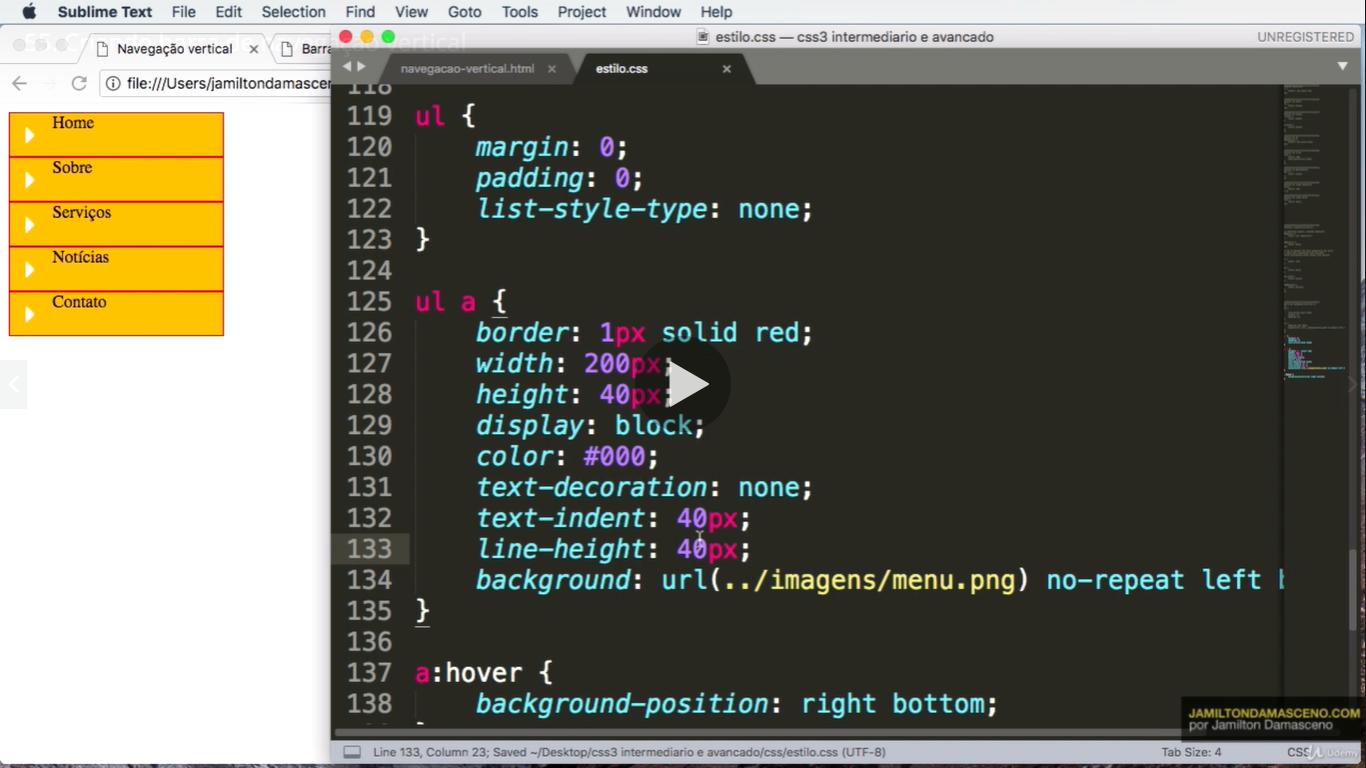 Sublime Text File Edit Selection Find View Goto Tools Project Window Help
Navegação vertical × Barra
estilo.css — css3 intermediario e avancado UNREGISTERED
file:///Users/jamiltondamascer
navegacao-vertical.html × estilo.css ×
Home
Sobre
Serviços
Notícias
Contato
118
119 ul {
120 margin: 0;
121 padding: 0;
122 list-style-type: none;
123 }
124
125 ul a {
126 border: 1px solid red;
127 width: 200px;
128 height: 40px;
129 display: block;
130 color: #000;
131 text-decoration: none;
132 text-indent: 40px;
133 line-height: 40px;
134 background: url(../imagens/menu.png) no-repeat left b
135 }
136
137 a:hover {
138 background-position: right bottom;
JAMILTONDAMASCENO.COM
por Jamilton Damasceno
Line 133, Column 23; Saved ~/Desktop/css3 intermediario e avancado/css/estilo.css (UTF-8) Tab Size: 4 CSS
Udemy